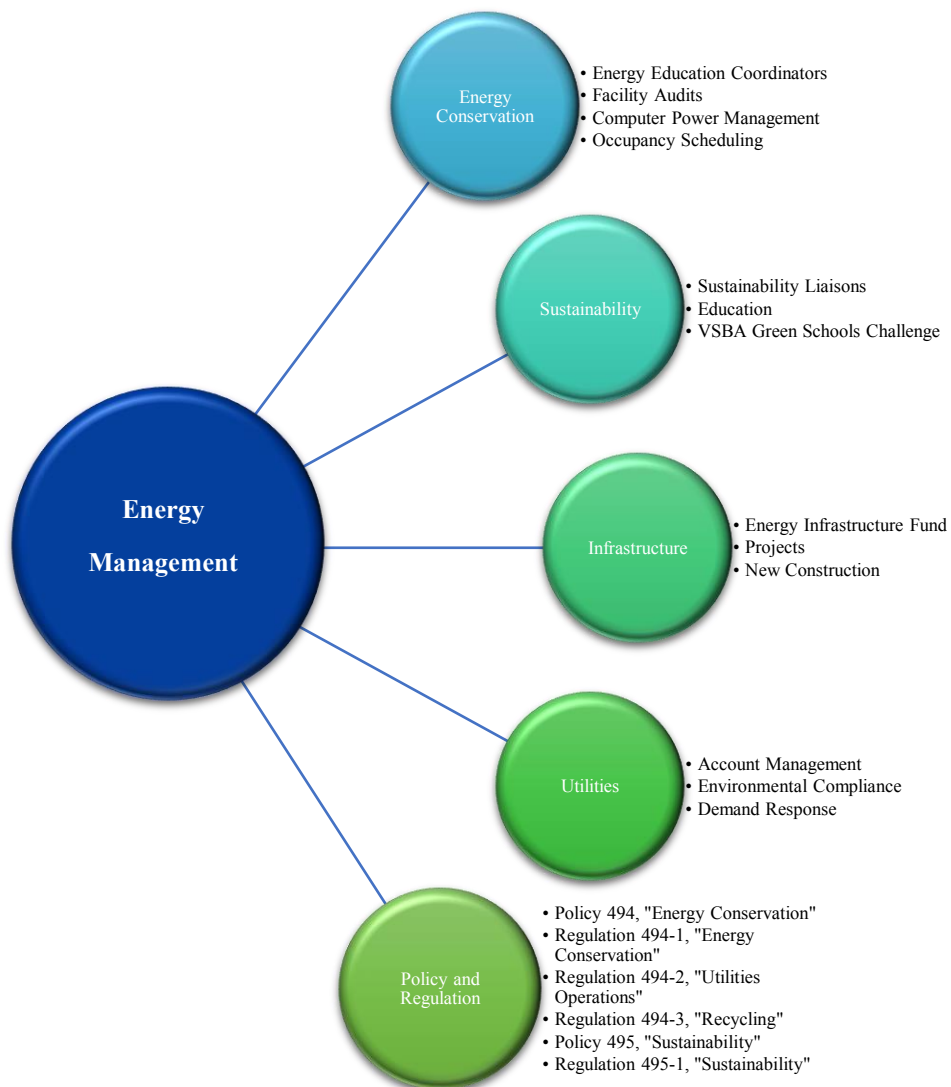 Energy
Conservation
• Energy Education Coordinators
• Facility Audits
• Computer Power Management
• Occupancy Scheduling
Sustainability
• Sustainability Liaisons
• Education
• VSBA Green Schools Challenge
Energy
Management
Infrastructure
• Energy Infrastructure Fund
• Projects
• New Construction
Utilities
• Account Management
• Environmental Compliance
• Demand Response
Policy and
Regulation
• Policy 494, "Energy Conservation"
• Regulation 494-1, "Energy
Conservation"
• Regulation 494-2, "Utilities
Operations"
• Regulation 494-3, "Recycling"
• Policy 495, "Sustainability"
• Regulation 495-1, "Sustainability"